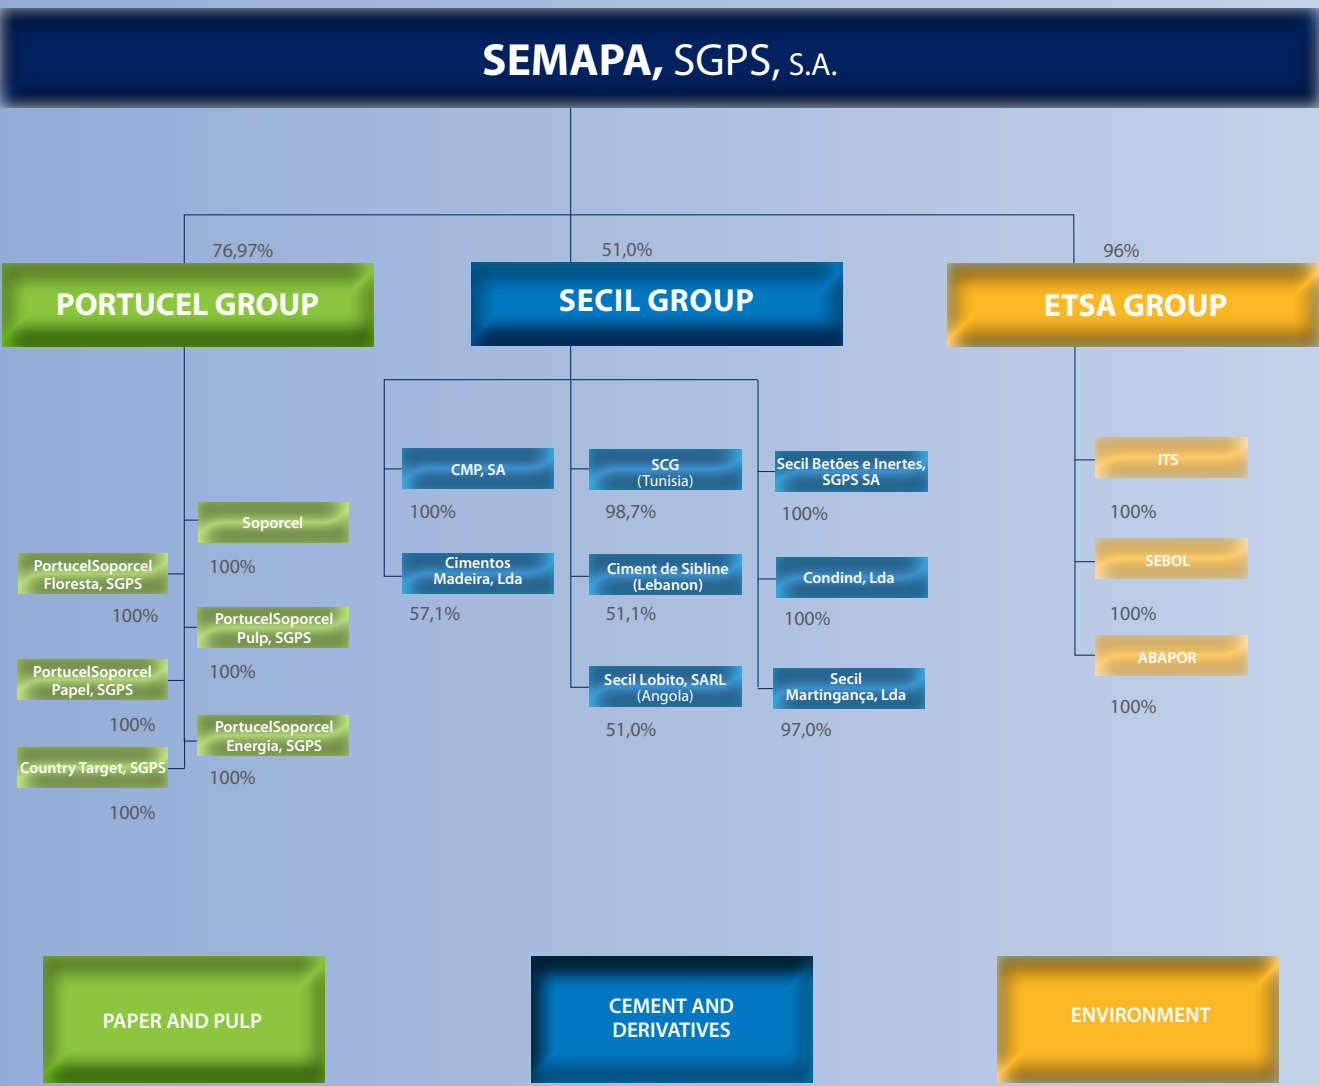 SEMAPA, SGPS, S.A.
76,97%
PORTUCEL GROUP
Soporcel
100%
PortucelSoporcel
Floresta, SGPS
100%
PortucelSoporcel
Pulp, SGPS
100%
PortucelSoporcel
Papel, SGPS
100%
PortucelSoporcel
Energia, SGPS
100%
Country Target, SGPS
100%
51,0%
SECIL GROUP
CMP, SA
100%
Cimentos
Madeira, Lda
57,1%
SCG
(Tunisia)
98,7%
Ciment de Sibline
(Lebanon)
51,1%
Secil Lobito, SARL
(Angola)
51,0%
Secil Betões e Inertes,
SGPS SA
100%
Condind, Lda
100%
Secil
Martingança, Lda
97,0%
96%
ETSA GROUP
ITS
100%
SEBOL
100%
ABAPOR
100%
PAPER AND PULP
CEMENT AND
DERIVATIVES
ENVIRONMENT